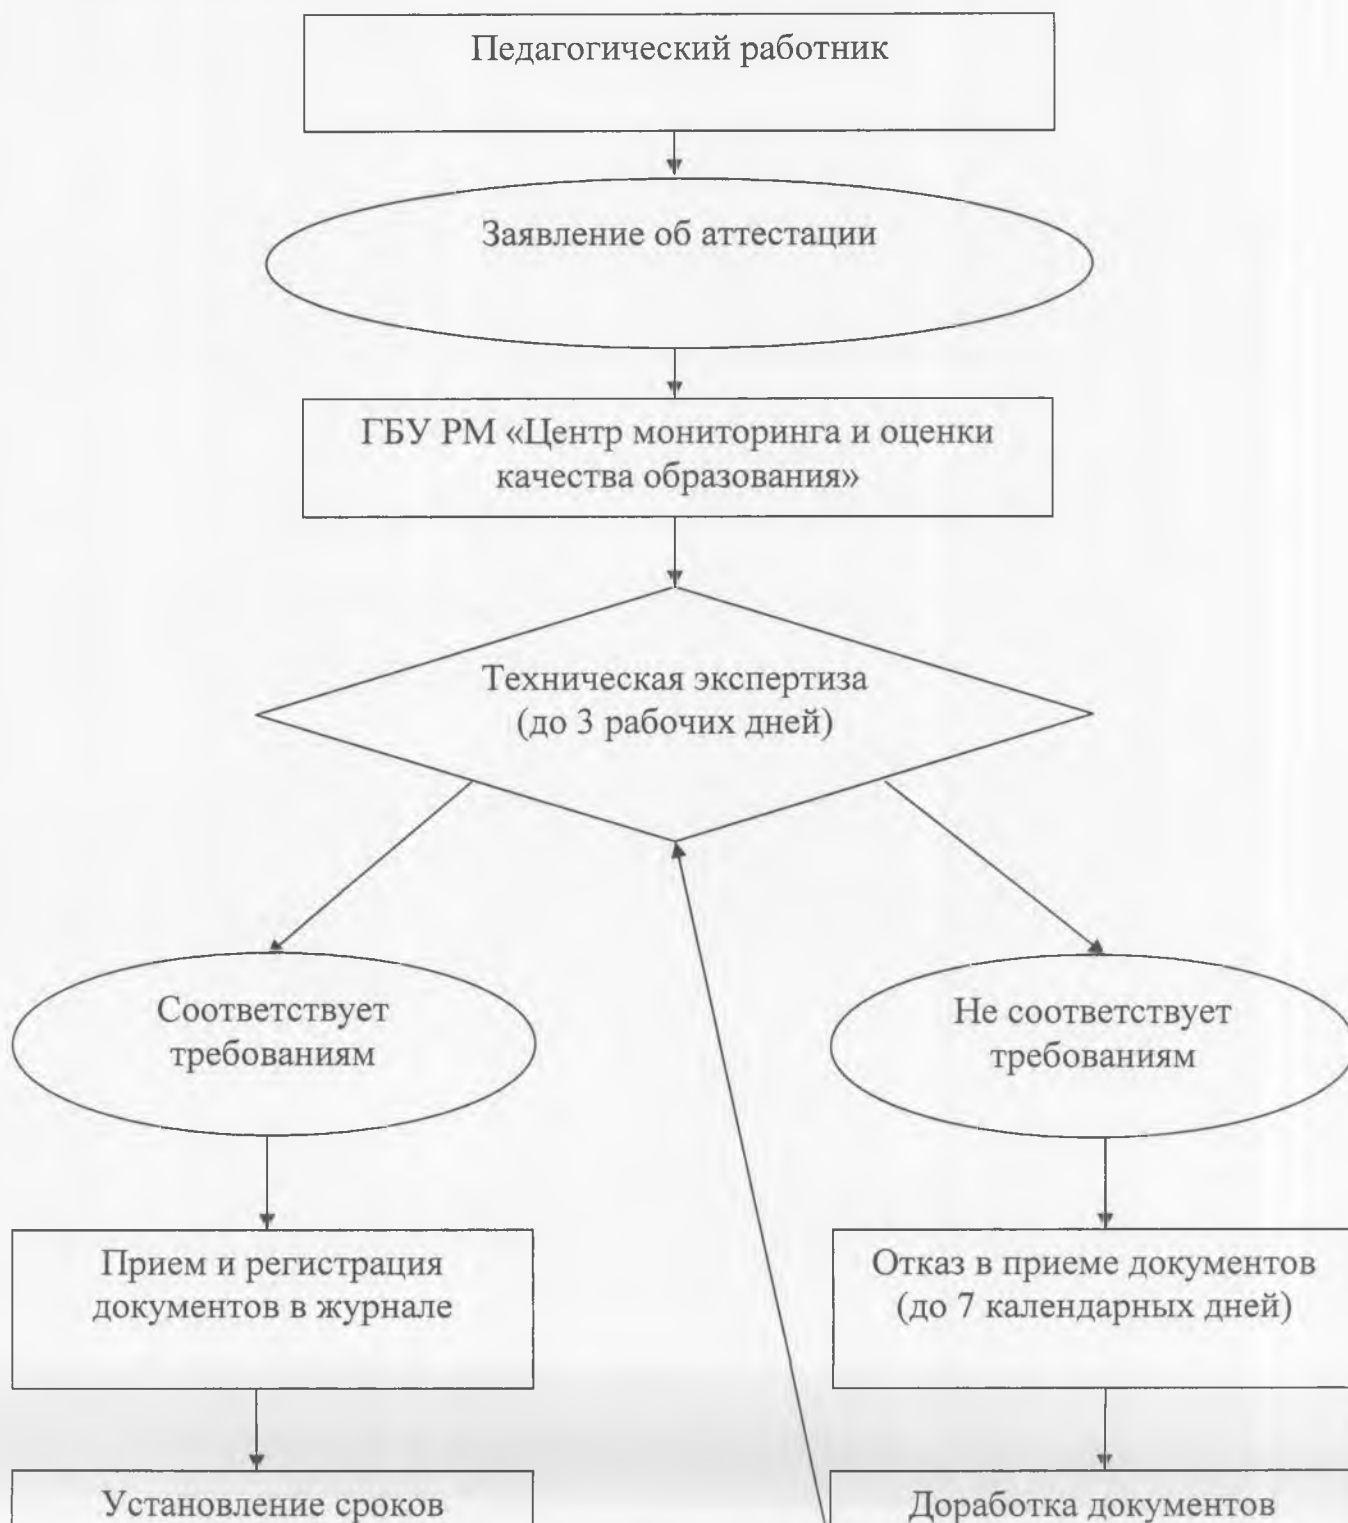 Педагогический работник
Заявление об аттестации
ГБУ РМ «Центр мониторинга и оценки
качества образования»
Техническая экспертиза
(до 3 рабочих дней)
Соответствует
требованиям
Не соответствует
требованиям
Прием и регистрация
документов в журнале
Отказ в приеме документов
(до 7 календарных дней)
Установление сроков
Доработка документов